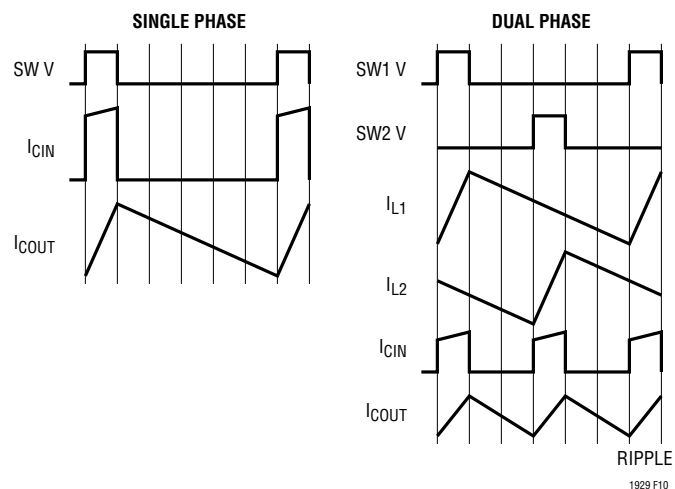 SINGLE PHASE
SW V
ICIN
ICOUT
DUAL PHASE
SW1 V
SW2 V
IL1
IL2
ICIN
ICOUT
RIPPLE
1929 F10